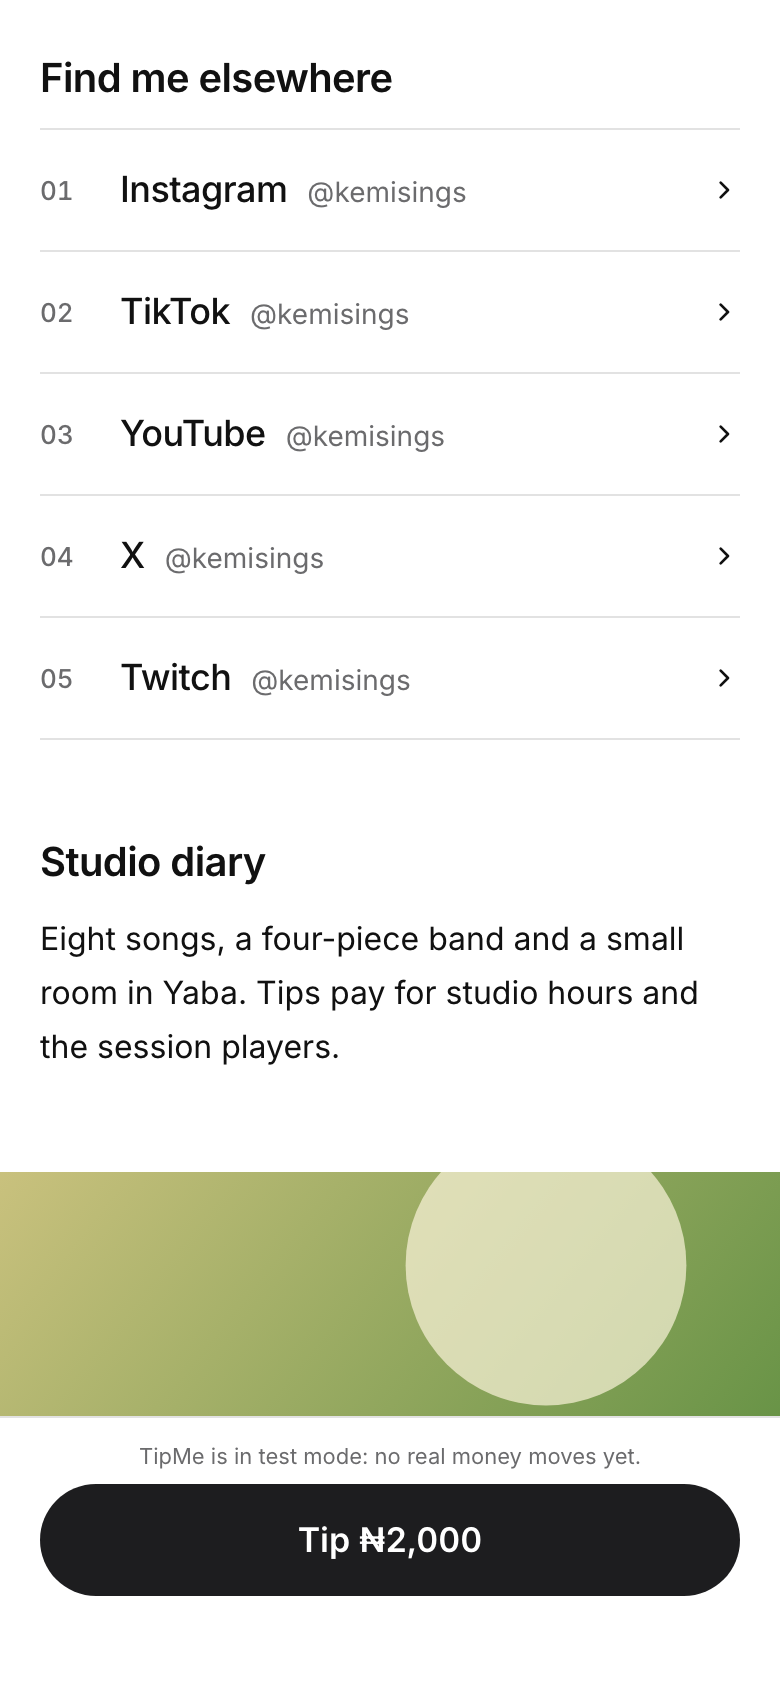 Find me elsewhere
01 Instagram @kemisings
02 TikTok @kemisings
03 YouTube @kemisings
04 X @kemisings
05 Twitch @kemisings
Studio diary
Eight songs, a four-piece band and a small
room in Yaba. Tips pay for studio hours and
the session players.
TipMe is in test mode: no real money moves yet.
Tip ₦2,000